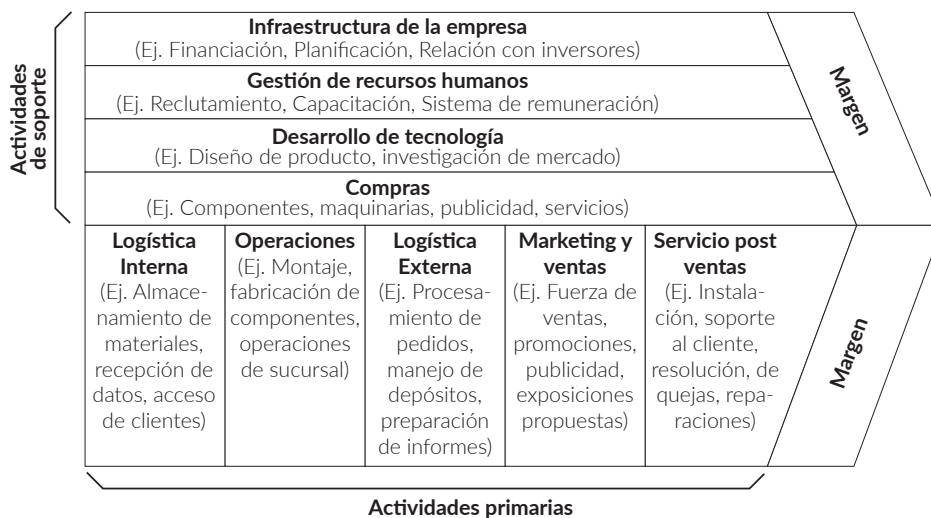 Actividades
de soporte
Infraestructura de la empresa
(Ej. Financiación, Planificación, Relación con inversores)
Gestión de recursos humanos
(Ej. Reclutamiento, Capacitación, Sistema de remuneración)
Desarrollo de tecnología
(Ej. Diseño de producto, investigación de mercado)
Compras
(Ej. Componentes, maquinarias, publicidad, servicios)
Margen
Logística
Interna
(Ej. Almace-
namiento de
materiales,
recepción de
datos, acceso
de clientes)
Operaciones
(Ej. Montaje,
fabricación de
componentes,
operaciones
de sucursal)
Logística
Externa
(Ej. Procesa-
miento de
pedidos,
manejo de
depósitos,
preparación
de informes)
Marketing y
ventas
(Ej. Fuerza de
ventas,
promociones,
publicidad,
exposiciones
propuestas)
Servicio post
ventas
(Ej. Instala-
ción, soporte
al cliente,
resolución, de
quejas, repa-
raciones)
Margen
Actividades primarias